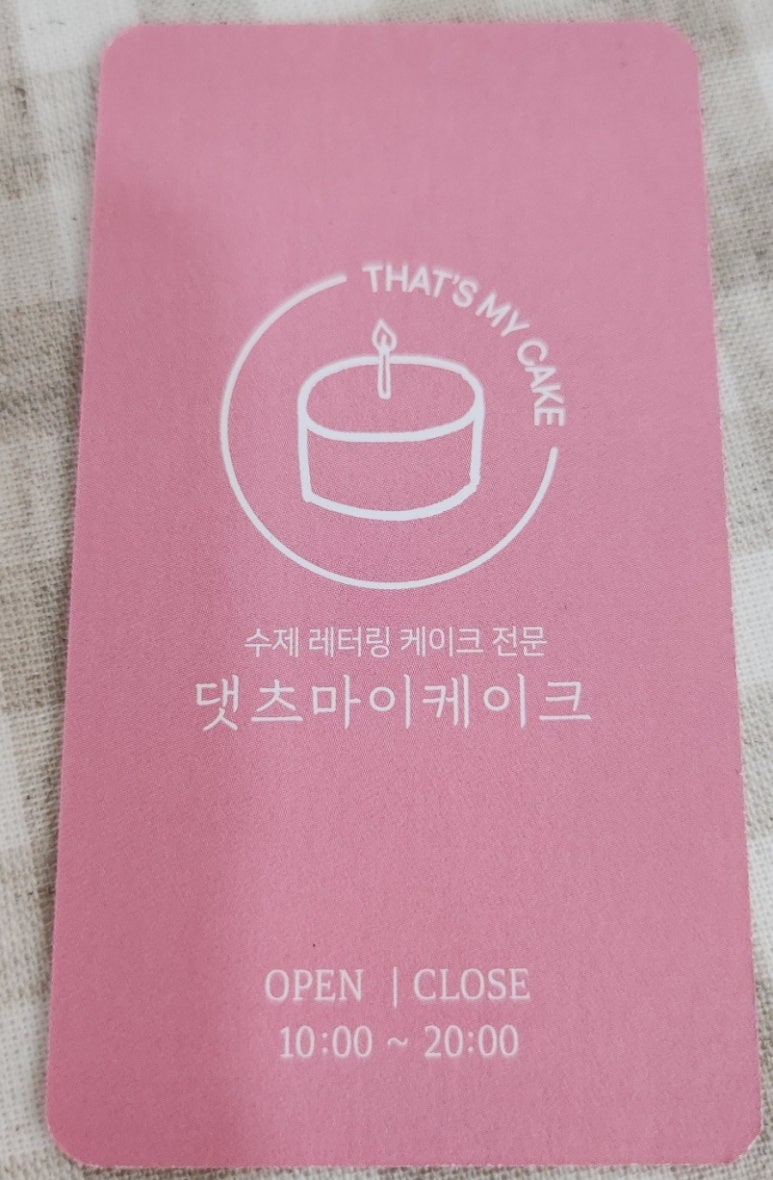 THAT'S MY CAKE
수제 레터링 케이크 전문
댓츠마이케이크
OPEN | CLOSE
10:00 ~ 20:00